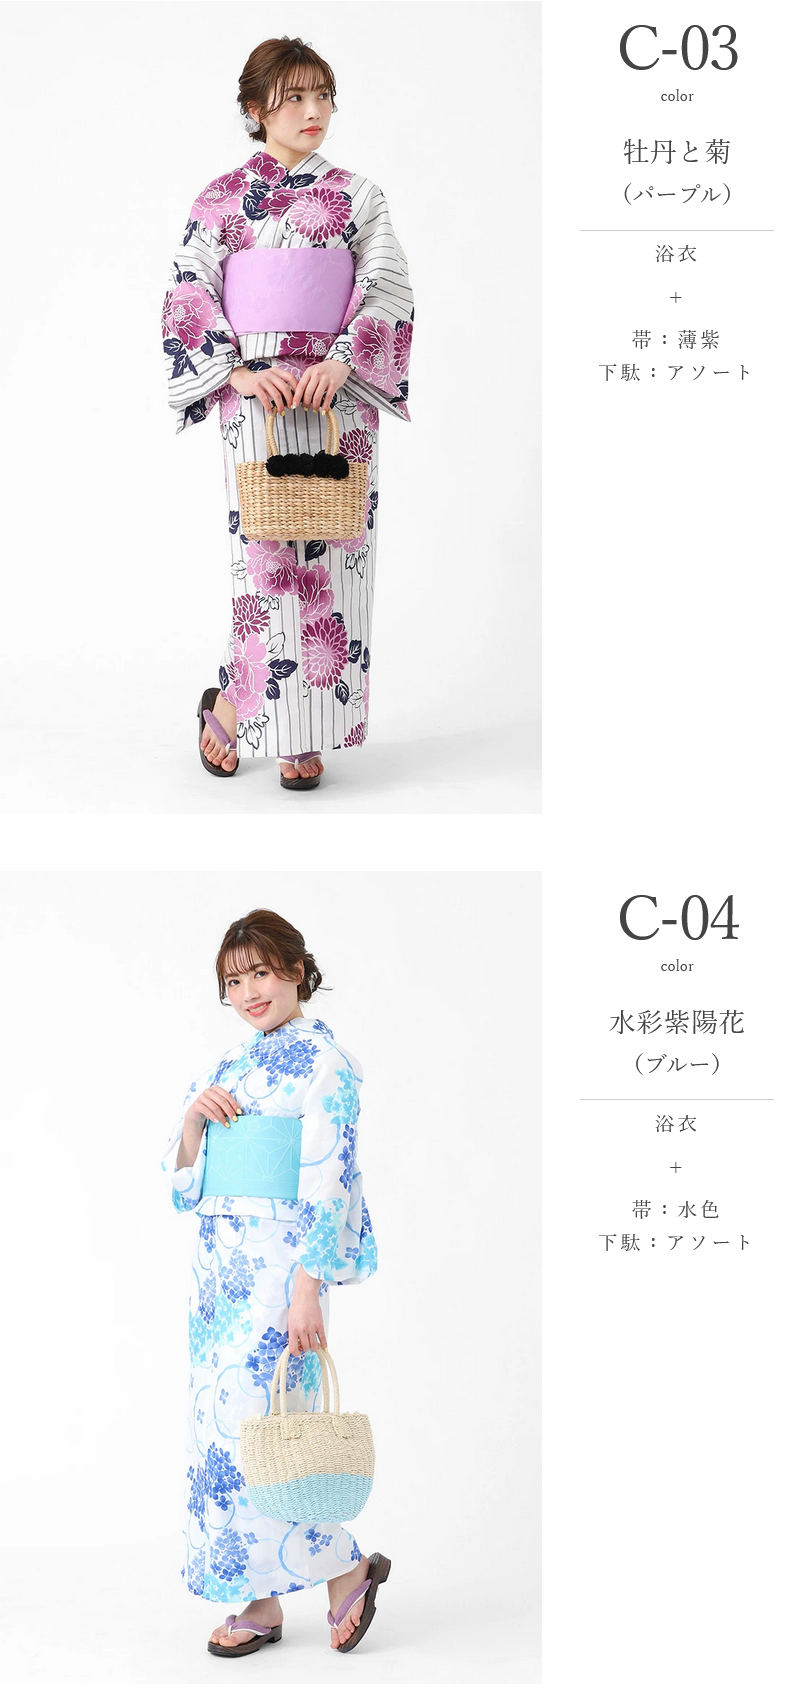 C-03
color
牡丹と菊
（パープル）
浴衣
+
帯：薄紫
下駄：アソート
C-04
color
水彩紫陽花
（ブルー）
浴衣
+
帯：水色
下駄：アソート